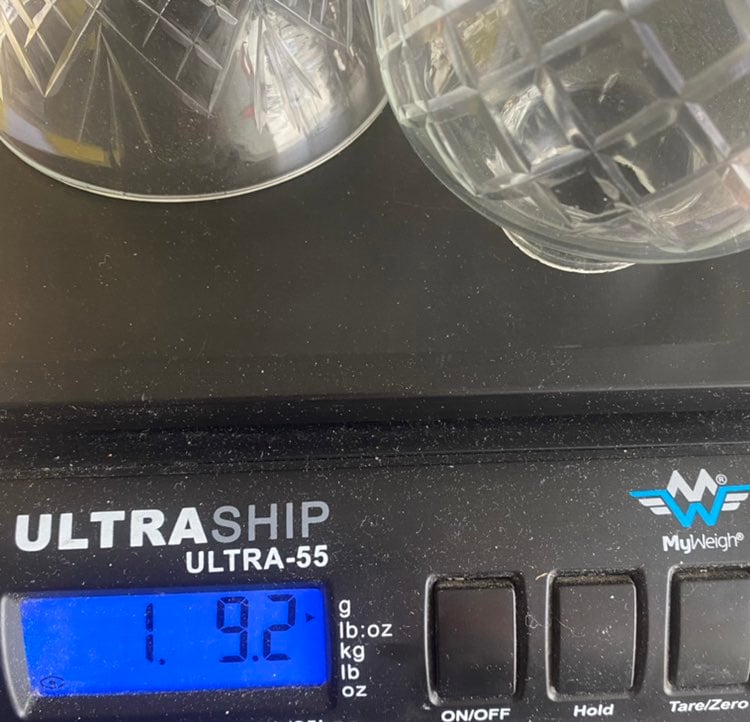 ULTRASHIP
ULTRA-55
MyWeigh®
1. 9.2
g
lb:oz
kg
lb
oz
ON/OFF
Hold
Tare/Zero